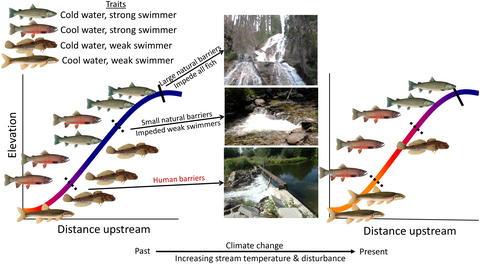 Traits
Cold water, strong swimmer
Cool water, strong swimmer
Cold water, weak swimmer
Cool water, weak swimmer
Large natural barriers
Impede all fish
Small natural barriers
Impeded weak swimmers
Human barriers
Elevation
Distance upstream
Elevation
Distance upstream
Past
Climate change
Present
Increasing stream temperature & disturbance